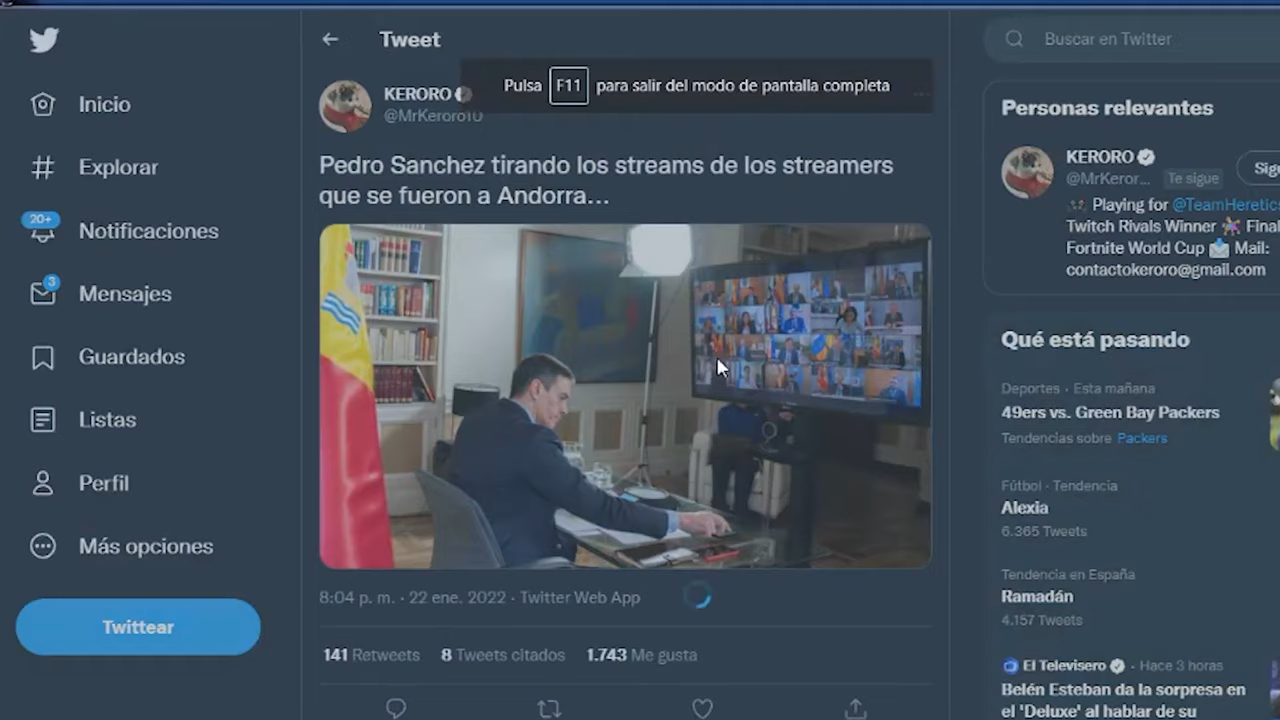 Inicio
Explorar
20+
Notificaciones
3
Mensajes
Guardados
Listas
Perfil
Más opciones
Twittear
Tweet
Pulsa F11 para salir del modo de pantalla completa
KERORO
@MrKeroro10
Pedro Sanchez tirando los streams de los streamers
que se fueron a Andorra...
8:04 p. m. · 22 ene. 2022 · Twitter Web App
141 Retweets 8 Tweets citados 1.743 Me gusta
Buscar en Twitter
Personas relevantes
KERORO
@MrKeror... Te sigue
Playing for @TeamHeretics
Twitch Rivals Winner
Fortnite World Cup Mail:
contactokeroro@gmail.com
Qué está pasando
Deportes · Esta mañana
49ers vs. Green Bay Packers
Tendencias sobre Packers
Fútbol · Tendencia
Alexia
6.365 Tweets
Tendencia en España
Ramadán
4.157 Tweets
El Televisero · Hace 3 horas
Belén Esteban da la sorpresa en
el 'Deluxe' al hablar de su